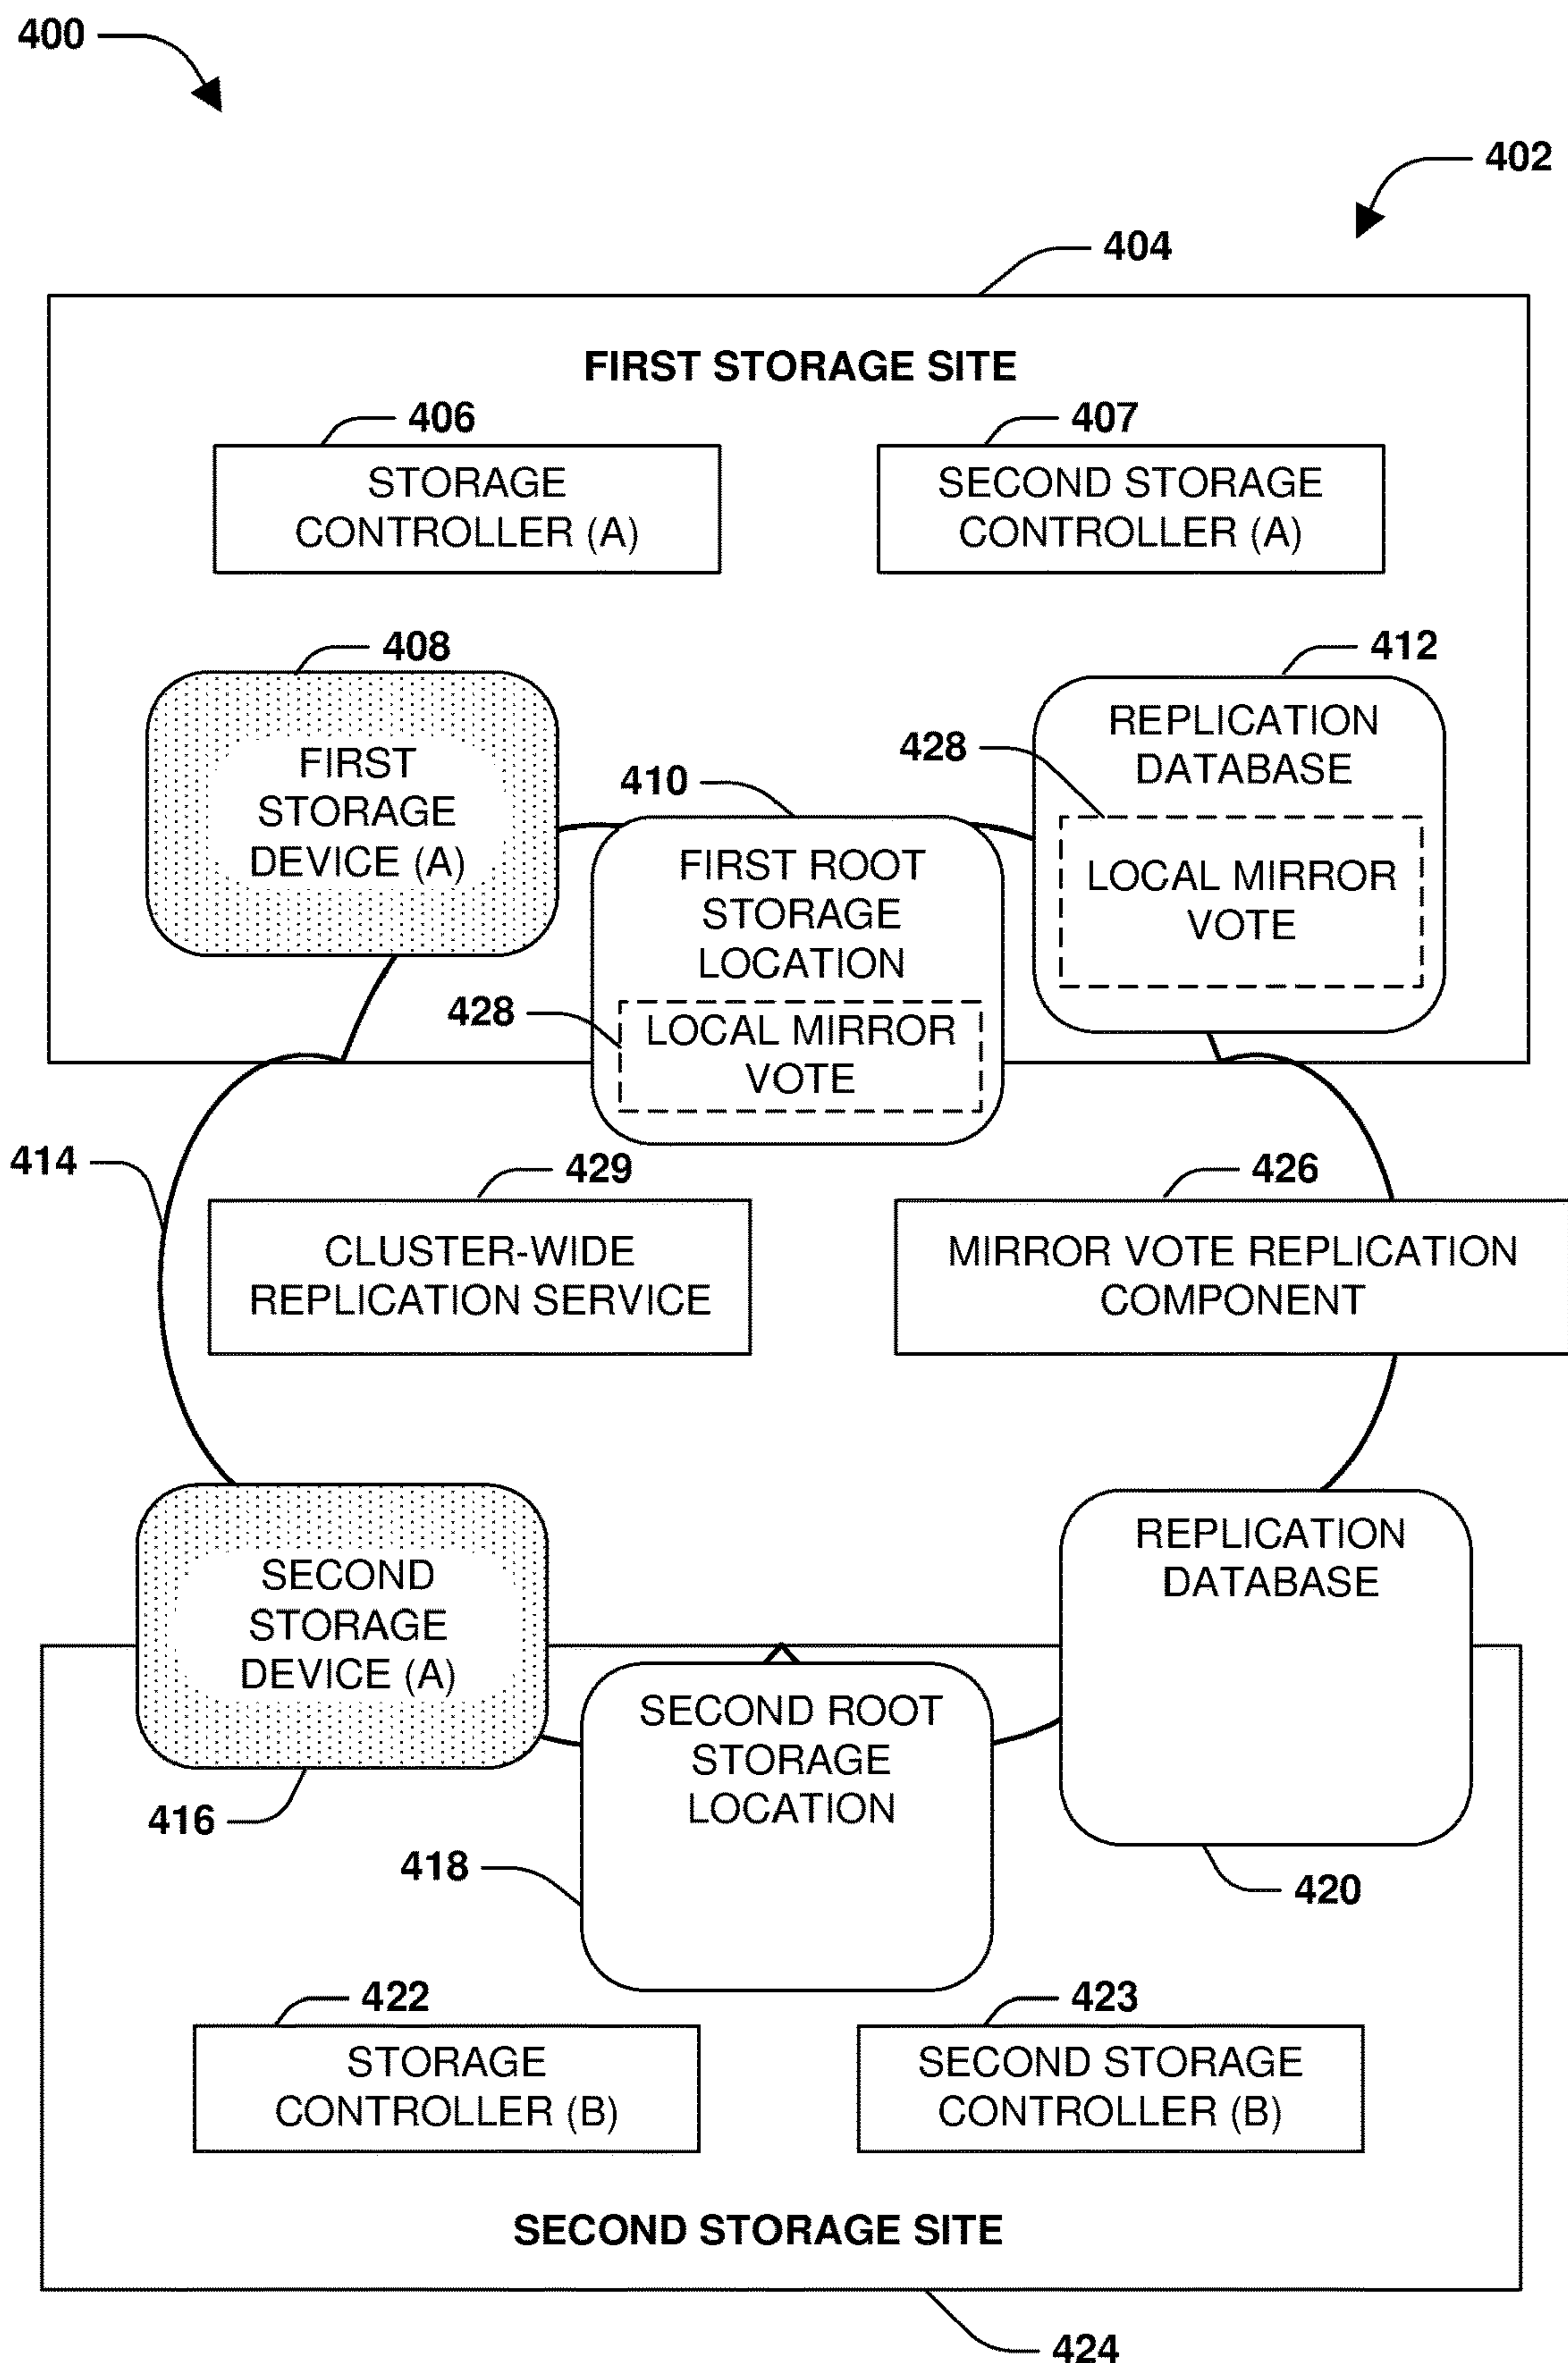 400
402
404
FIRST STORAGE SITE
406
407
STORAGE
CONTROLLER (A)
SECOND STORAGE
CONTROLLER (A)
408
412
FIRST
STORAGE
DEVICE (A)
410
428
REPLICATION
DATABASE
FIRST ROOT
STORAGE
LOCATION
LOCAL MIRROR
VOTE
428
LOCAL MIRROR
VOTE
414
429
426
CLUSTER-WIDE
REPLICATION SERVICE
MIRROR VOTE REPLICATION
COMPONENT
SECOND
STORAGE
DEVICE (A)
REPLICATION
DATABASE
SECOND ROOT
STORAGE
LOCATION
416
418
420
422
423
STORAGE
CONTROLLER (B)
SECOND STORAGE
CONTROLLER (B)
SECOND STORAGE SITE
424